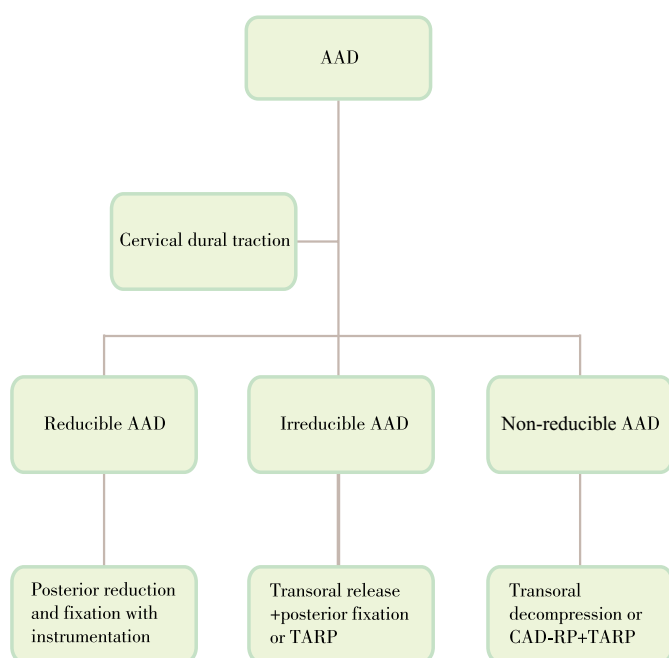 AAD
Cervical dural traction
Reducible AAD
Irreducible AAD
Non-reducible AAD
Posterior reduction
and fixation with
instrumentation
Transoral release
+posterior fixation
or TARP
Transoral
decompression or
CAD-RP+TARP